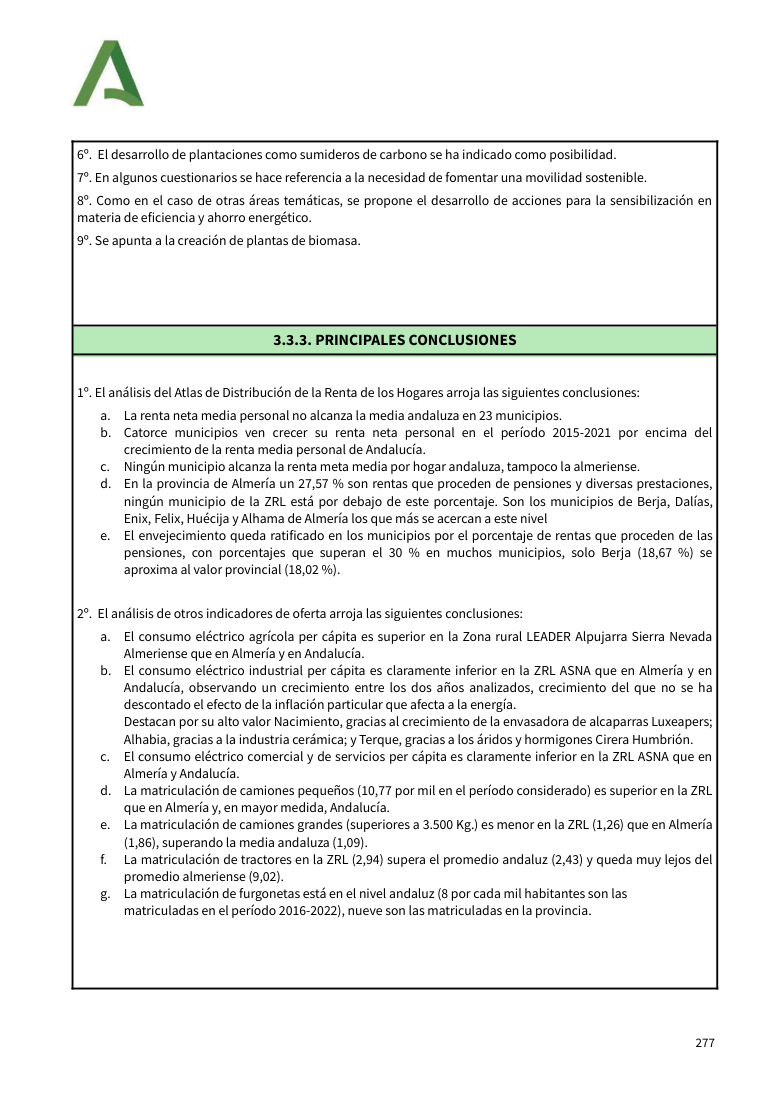 6º. El desarrollo de plantaciones como sumideros de carbono se ha indicado como posibilidad.
7º. En algunos cuestionarios se hace referencia a la necesidad de fomentar una movilidad sostenible.
8º. Como en el caso de otras áreas temáticas, se propone el desarrollo de acciones para la sensibilización en
materia de eficiencia y ahorro energético.
9º. Se apunta a la creación de plantas de biomasa.
3.3.3. PRINCIPALES CONCLUSIONES
1º. El análisis del Atlas de Distribución de la Renta de los Hogares arroja las siguientes conclusiones:
a. La renta neta media personal no alcanza la media andaluza en 23 municipios.
b. Catorce municipios ven crecer su renta neta personal en el período 2015-2021 por encima del
crecimiento de la renta media personal de Andalucía.
c. Ningún municipio alcanza la renta meta media por hogar andaluza, tampoco la almeriense.
d. En la provincia de Almería un 27,57 % son rentas que proceden de pensiones y diversas prestaciones,
ningún municipio de la ZRL está por debajo de este porcentaje. Son los municipios de Berja, Dalías,
Enix, Felix, Huécija y Alhama de Almería los que más se acercan a este nivel
e. El envejecimiento queda ratificado en los municipios por el porcentaje de rentas que proceden de las
pensiones, con porcentajes que superan el 30 % en muchos municipios, solo Berja (18,67 %) se
aproxima al valor provincial (18,02 %).
2º. El análisis de otros indicadores de oferta arroja las siguientes conclusiones:
a. El consumo eléctrico agrícola per cápita es superior en la Zona rural LEADER Alpujarra Sierra Nevada
Almeriense que en Almería y en Andalucía.
b. El consumo eléctrico industrial per cápita es claramente inferior en la ZRL ASNA que en Almería y en
Andalucía, observando un crecimiento entre los dos años analizados, crecimiento del que no se ha
descontado el efecto de la inflación particular que afecta a la energía.
Destacan por su alto valor Nacimiento, gracias al crecimiento de la envasadora de alcaparras Luxeapers;
Alhabia, gracias a la industria cerámica; y Terque, gracias a los áridos y hormigones Cirera Humbrión.
c. El consumo eléctrico comercial y de servicios per cápita es claramente inferior en la ZRL ASNA que en
Almería y Andalucía.
d. La matriculación de camiones pequeños (10,77 por mil en el período considerado) es superior en la ZRL
que en Almería y, en mayor medida, Andalucía.
e. La matriculación de camiones grandes (superiores a 3.500 Kg.) es menor en la ZRL (1,26) que en Almería
(1,86), superando la media andaluza (1,09).
f. La matriculación de tractores en la ZRL (2,94) supera el promedio andaluz (2,43) y queda muy lejos del
promedio almeriense (9,02).
g. La matriculación de furgonetas está en el nivel andaluz (8 por cada mil habitantes son las
matriculadas en el período 2016-2022), nueve son las matriculadas en la provincia.
277